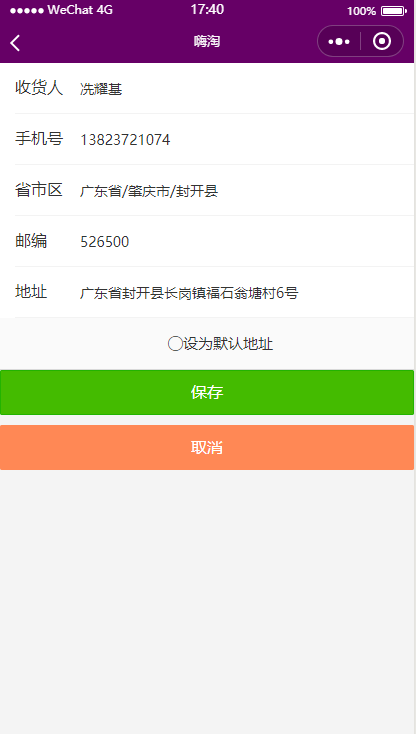 ●●●●● WeChat 4G 17:40 100%
嗨淘
收货人 冼耀基
手机号 13823721074
省市区 广东省/肇庆市/封开县
邮编 526500
地址 广东省封开县长岗镇福石翁塘村6号
设为默认地址
保存
取消